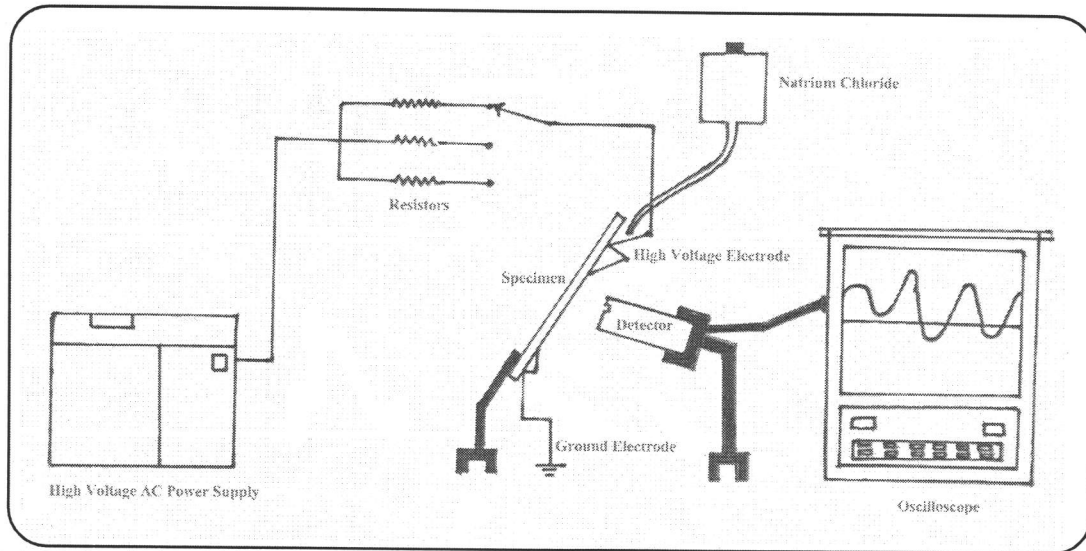 Natrium Chloride
Resistors
High Voltage Electrode
Specimen
Detector
Ground Electrode
High Voltage AC Power Supply
Oscilloscope